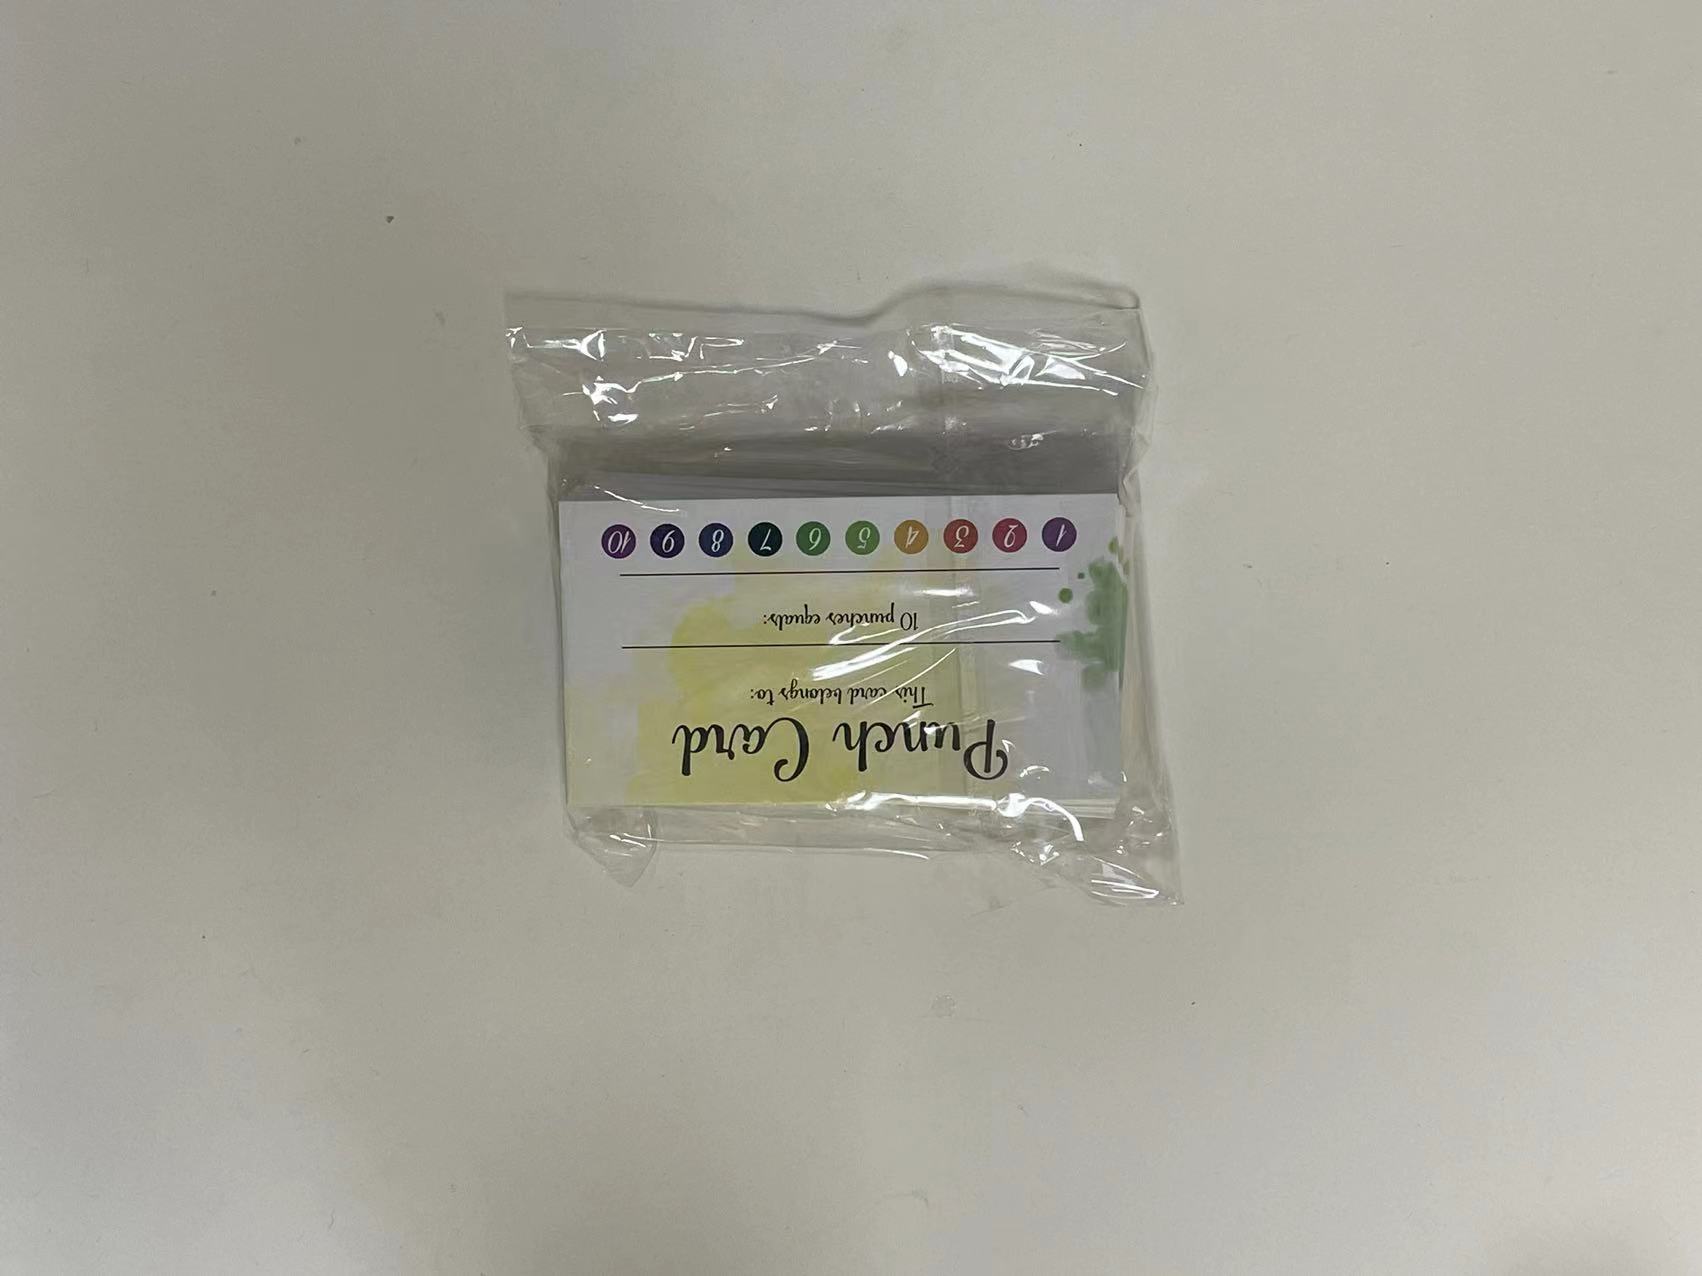 Punch Card
This card belongs to:
10 punches equals:
1 2 3 4 5 6 7 8 9 10